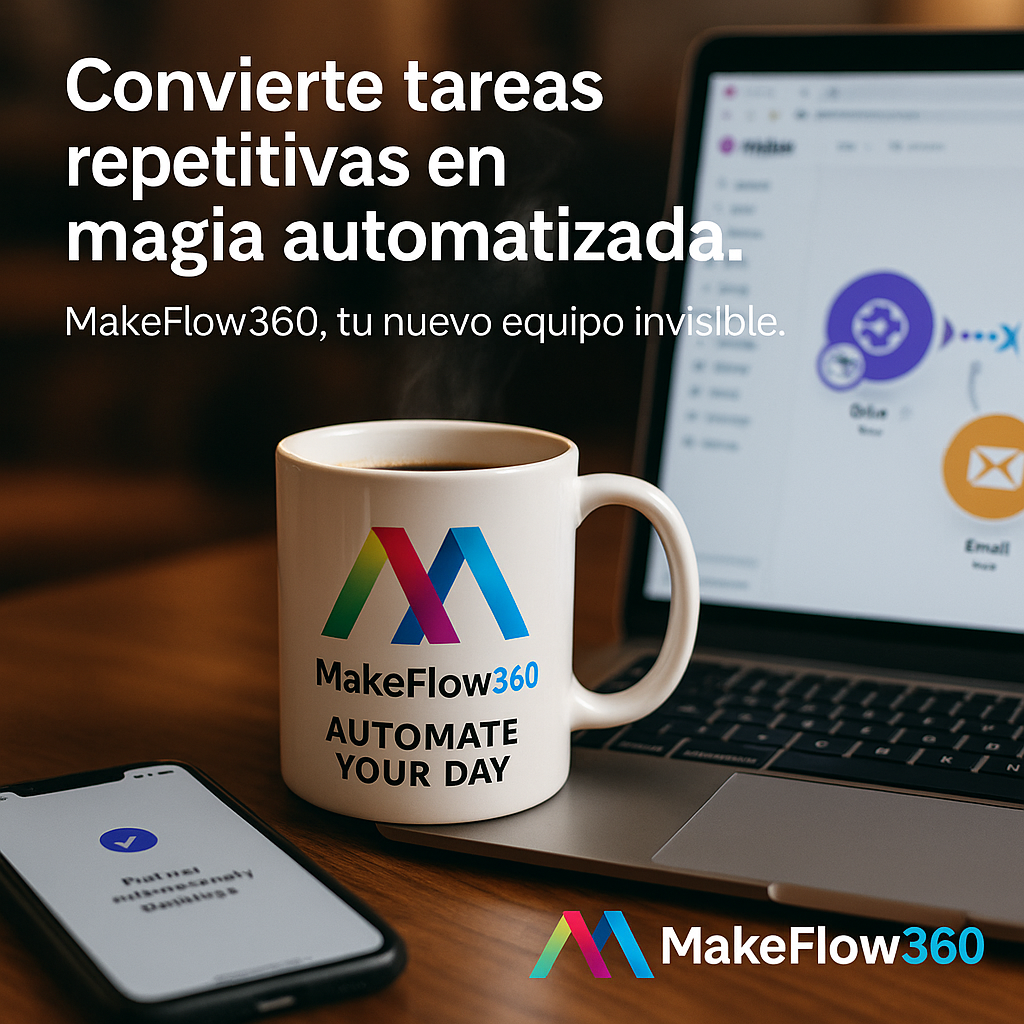 Convierte tareas
repetitivas en
magia automatizada.
MakeFlow360, tu nuevo equipo invisible.
MakeFlow360
AUTOMATE
YOUR DAY
Email
MakeFlow360